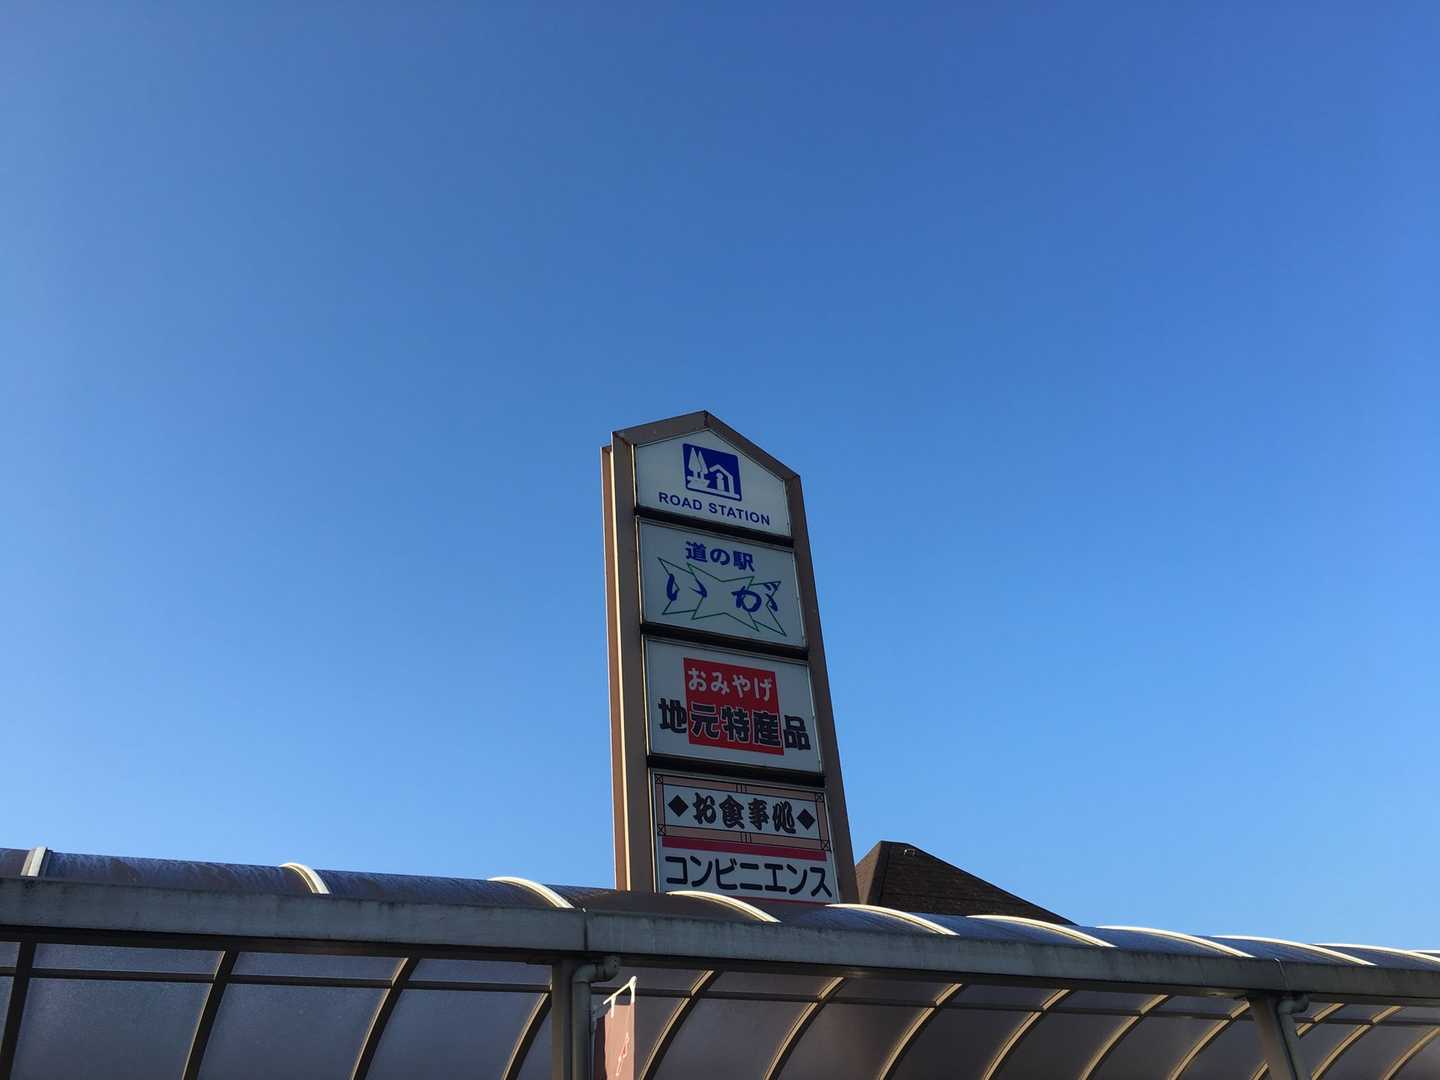 ROAD STATION
道の駅
いが
おみやげ
地元特産品
◆お食事処◆
コンビニエンス